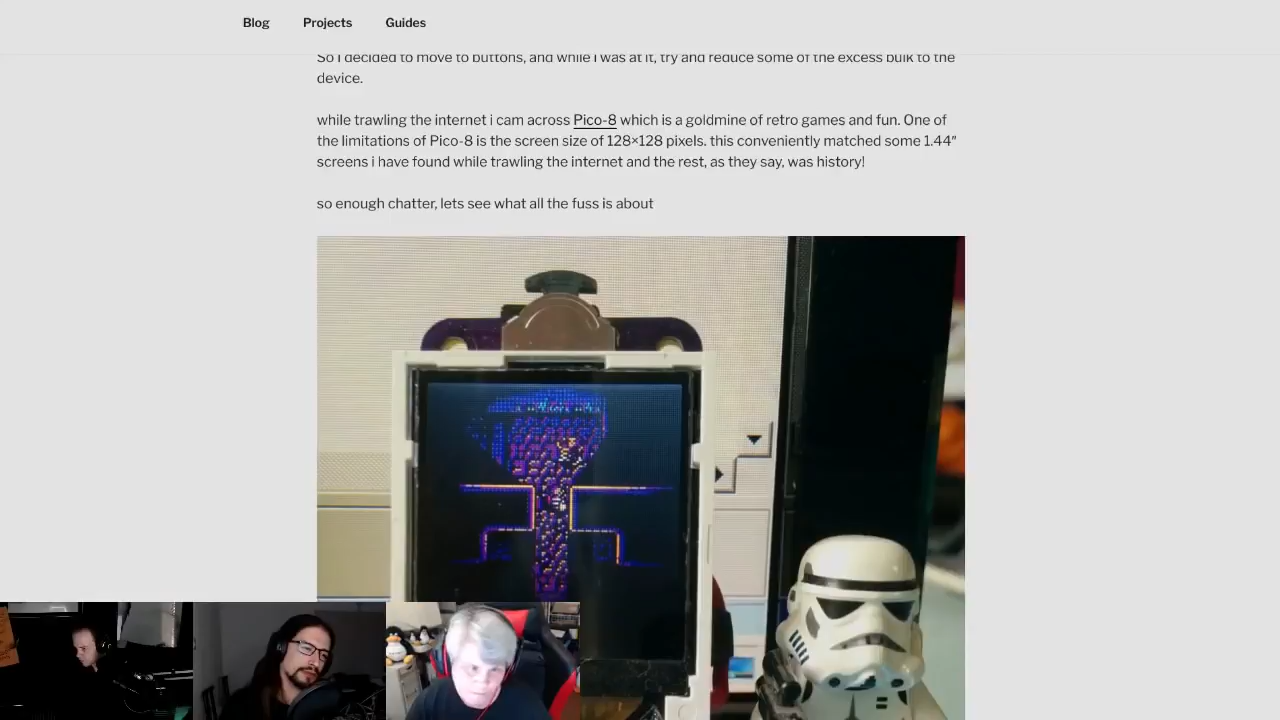 Blog Projects Guides
So I decided to move to buttons, and while I was at it, try and reduce some of the excess bulk to the
device.
while trawling the internet i cam across Pico-8 which is a goldmine of retro games and fun. One of
the limitations of Pico-8 is the screen size of 128×128 pixels. this conveniently matched some 1.44″
screens i have found while trawling the internet and the rest, as they say, was history!
so enough chatter, lets see what all the fuss is about